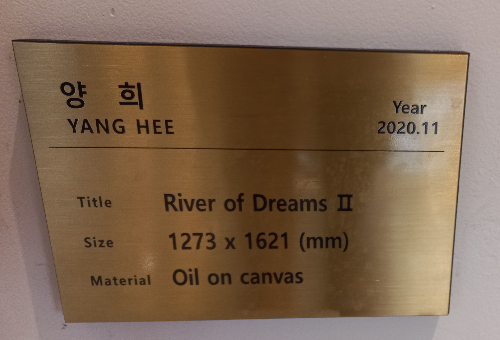 양 희
YANG HEE
Year
2020.11
Title River of Dreams Ⅱ
Size 1273 x 1621 (mm)
Material Oil on canvas